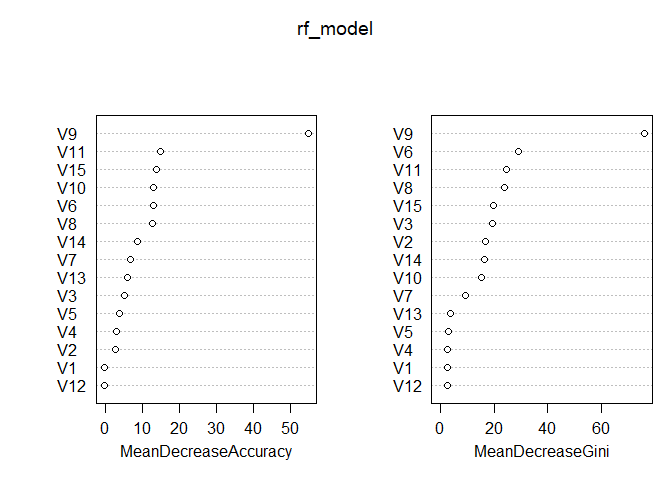 rf_model
V9
V11
V15
V10
V6
V8
V14
V7
V13
V3
V5
V4
V2
V1
V12
0 10 20 30 40 50
MeanDecreaseAccuracy
V9
V6
V11
V8
V15
V3
V2
V14
V10
V7
V13
V5
V4
V1
V12
0 20 40 60
MeanDecreaseGini